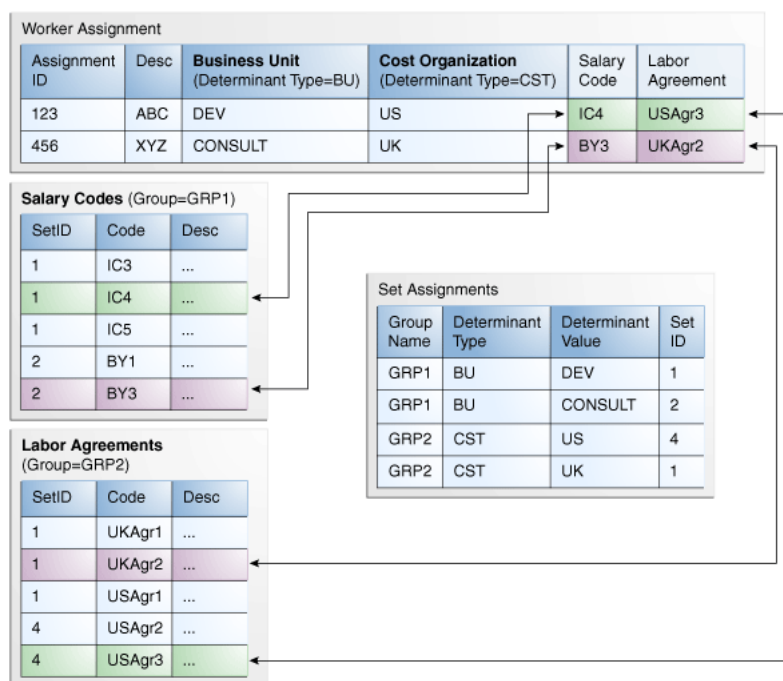 Worker Assignment
Assignment ID Desc Business Unit (Determinant Type=BU) Cost Organization (Determinant Type=CST) Salary Code Labor Agreement
123 ABC DEV US IC4 USAgr3
456 XYZ CONSULT UK BY3 UKAgr2
Salary Codes (Group=GRP1)
SetID Code Desc
1 IC3 ...
1 IC4 ...
1 IC5 ...
2 BY1 ...
2 BY3 ...
Set Assignments
Group Name Determinant Type Determinant Value Set ID
GRP1 BU DEV 1
GRP1 BU CONSULT 2
GRP2 CST US 4
GRP2 CST UK 1
Labor Agreements
(Group=GRP2)
SetID Code Desc
1 UKAgr1 ...
1 UKAgr2 ...
1 USAgr1 ...
4 USAgr2 ...
4 USAgr3 ...